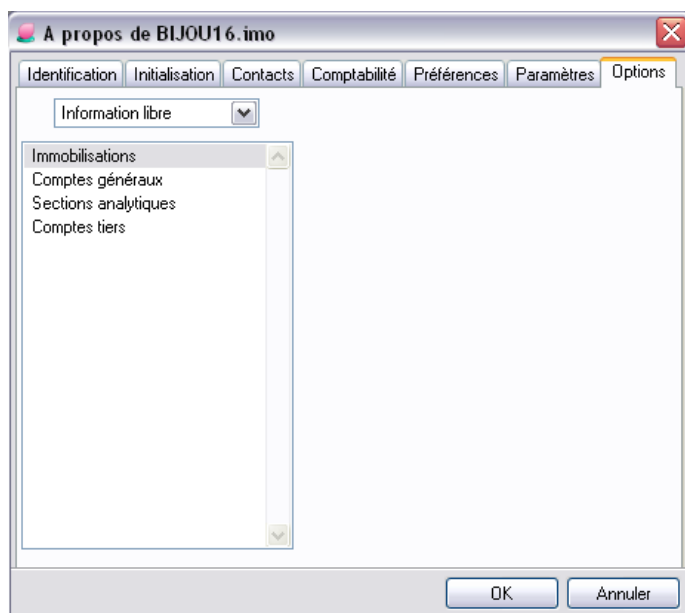 A propos de BIJOU16.imo
Identification Initialisation Contacts Comptabilité Préférences Paramètres Options
Information libre
Immobilisations
Comptes généraux
Sections analytiques
Comptes tiers
OK Annuler